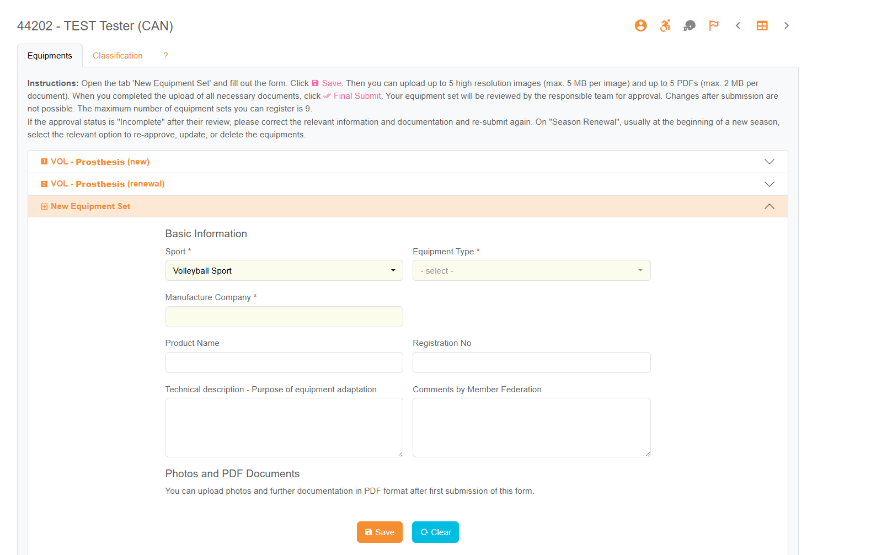 44202 - TEST Tester (CAN)
Equipments
Classification
?
Instructions: Open the tab 'New Equipment Set' and fill out the form. Click Save. Then you can upload up to 5 high resolution images (max. 5 MB per image) and up to 5 PDFs (max. 2 MB per
document). When you completed the upload of all necessary documents, click Final Submit. Your equipment set will be reviewed by the responsible team for approval. Changes after submission are
not possible. The maximum number of equipment sets you can register is 9.
If the approval status is "Incomplete" after their review, please correct the relevant information and documentation and re-submit again. On "Season Renewal", usually at the beginning of a new season,
select the relevant option to re-approve, update, or delete the equipments.
1 VOL - Prosthesis (new)
2 VOL - Prosthesis (renewal)
New Equipment Set
Basic Information
Sport *
Equipment Type *
Volleyball Sport
- select -
Manufacture Company *
Product Name
Registration No
Technical description - Purpose of equipment adaptation
Comments by Member Federation
Photos and PDF Documents
You can upload photos and further documentation in PDF format after first submission of this form.
Save
Clear